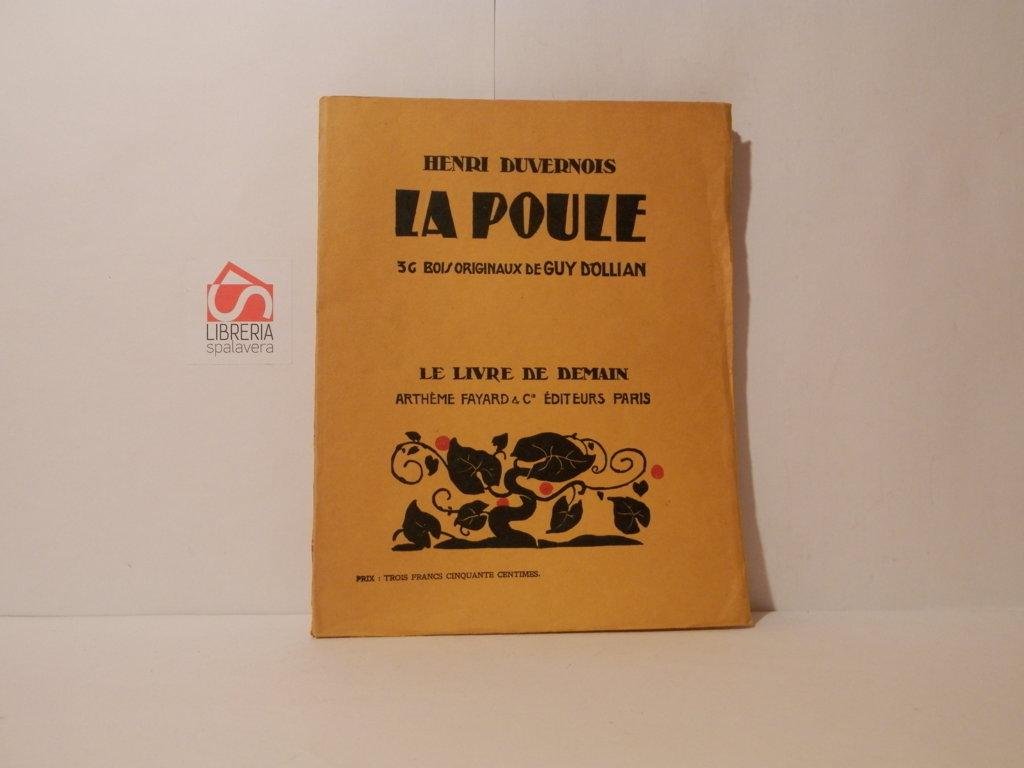 HENRI DUVERNOIS
LA POULE
36 BOIS ORIGINAUX DE GUY DOLLIAN
LE LIVRE DE DEMAIN
ARTHÈME FAYARD & Cie ÉDITEURS PARIS
PRIX : TROIS FRANCS CINQUANTE CENTIMES.
LIBRERIA
spalavera